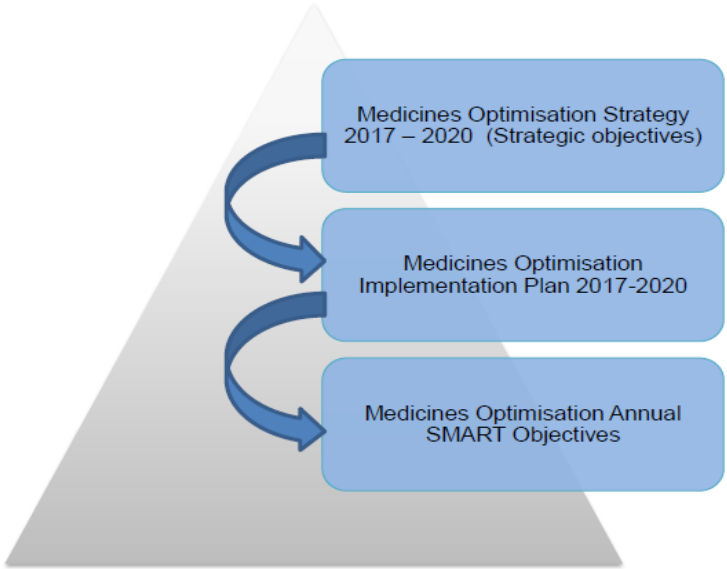 Medicines Optimisation Strategy
2017 – 2020 (Strategic objectives)
Medicines Optimisation
Implementation Plan 2017-2020
Medicines Optimisation Annual
SMART Objectives